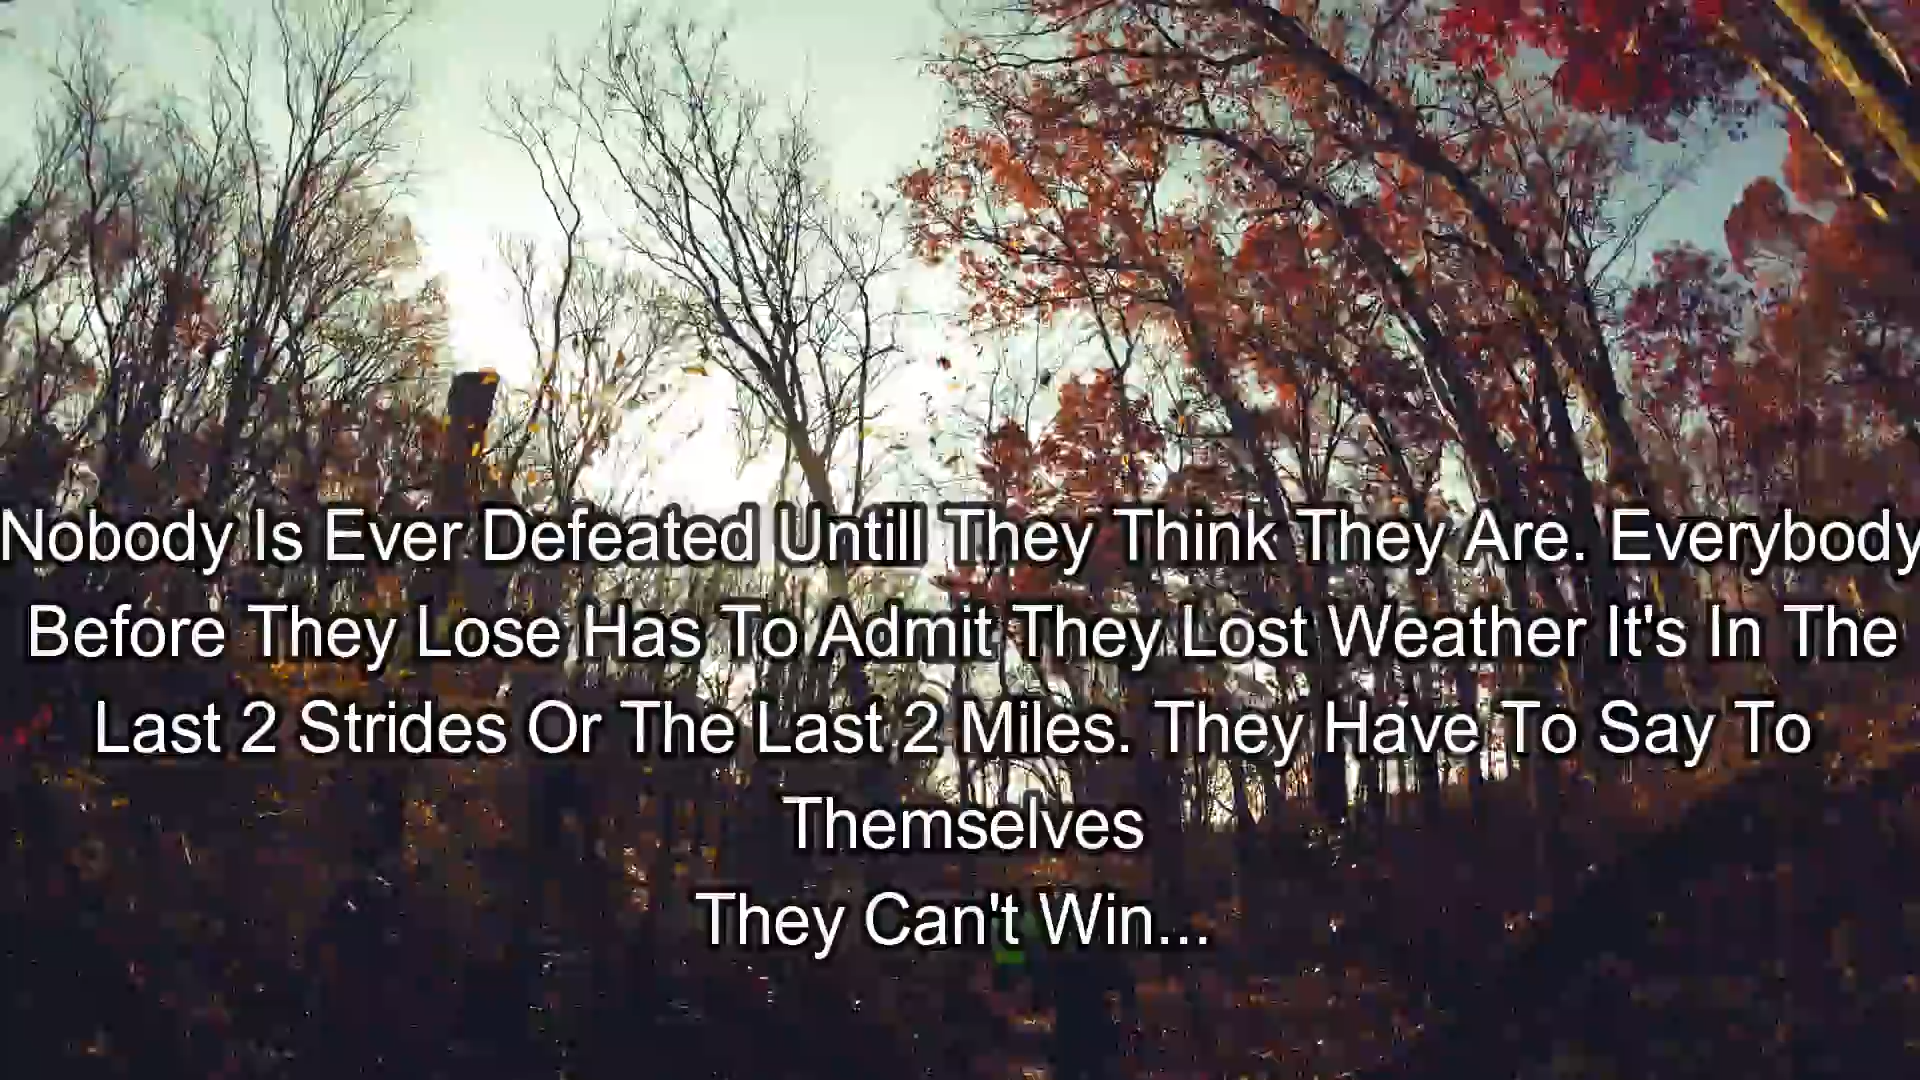 Nobody Is Ever Defeated Untill They Think They Are. Everybody
Before They Lose Has To Admit They Lost Weather It's In The
Last 2 Strides Or The Last 2 Miles. They Have To Say To
Themselves
They Can't Win...